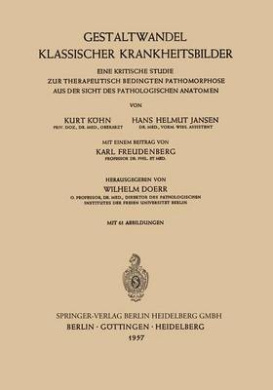 GESTALTWANDEL
KLASSISCHER KRANKHEITSBILDER
EINE KRITISCHE STUDIE
ZUR THERAPEUTISCH BEDINGTEN PATHOMORPHOSE
AUS DER SICHT DES PATHOLOGISCHEN ANATOMEN
VON
KURT KÖHN HANS HELMUT JANSEN
PRIV. DOZ., DR. MED., OBERARZT DR. MED., VORM. WISS. ASSISTENT
MIT EINEM BEITRAG VON
KARL FREUDENBERG
PROFESSOR DR. PHIL. ET MED.
HERAUSGEGEBEN VON
WILHELM DOERR
O. PROFESSOR, DR. MED., DIREKTOR DES PATHOLOGISCHEN
INSTITUTES DER FREIEN UNIVERSITÄT BERLIN
MIT 61 ABBILDUNGEN
SPRINGER-VERLAG BERLIN HEIDELBERG GMBH
BERLIN · GÖTTINGEN · HEIDELBERG
1957